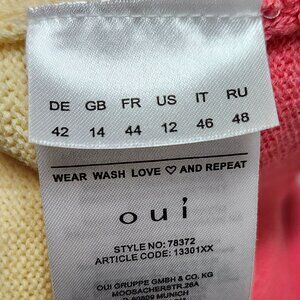 DE GB FR US IT RU
42 14 44 12 46 48
WEAR WASH LOVE ♡ AND REPEAT
oui
STYLE NO: 78372
ARTICLE CODE: 13301XX
OUI GRUPPE GMBH & CO. KG
MOOSACHERSTR.26A
80809 MUNICH